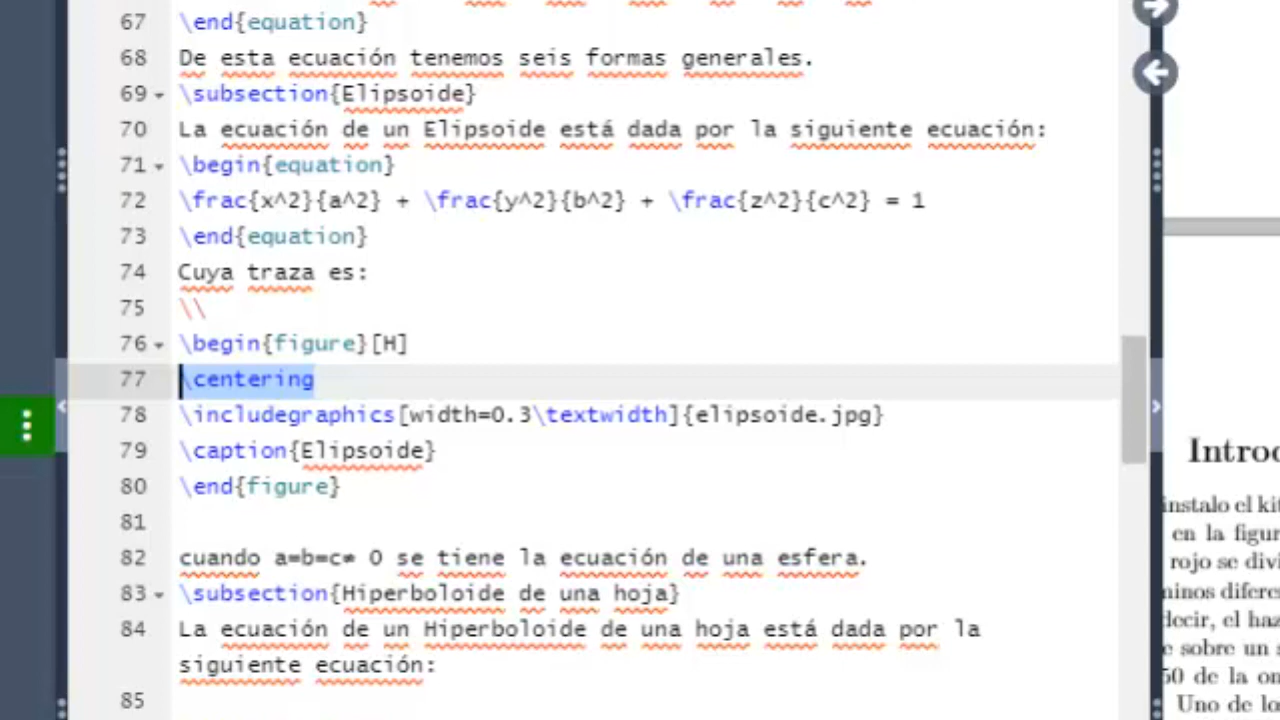 67 \end{equation}
68 De esta ecuación tenemos seis formas generales.
69 \subsection{Elipsoide}
70 La ecuación de un Elipsoide está dada por la siguiente ecuación:
71 \begin{equation}
72 \frac{x^2}{a^2} + \frac{y^2}{b^2} + \frac{z^2}{c^2} = 1
73 \end{equation}
74 Cuya traza es:
75 \\
76 \begin{figure}[H]
77 \centering
78 \includegraphics[width=0.3\textwidth]{elipsoide.jpg}
79 \caption{Elipsoide}
80 \end{figure}
81
82 cuando a=b=c≠ 0 se tiene la ecuación de una esfera.
83 \subsection{Hiperboloide de una hoja}
84 La ecuación de un Hiperboloide de una hoja está dada por la
siguiente ecuación:
85
Introd
instalo el kit
en la figur
rojo se divi
minos difere
decir, el haz
e sobre un s
50 de la on
Uno de lo